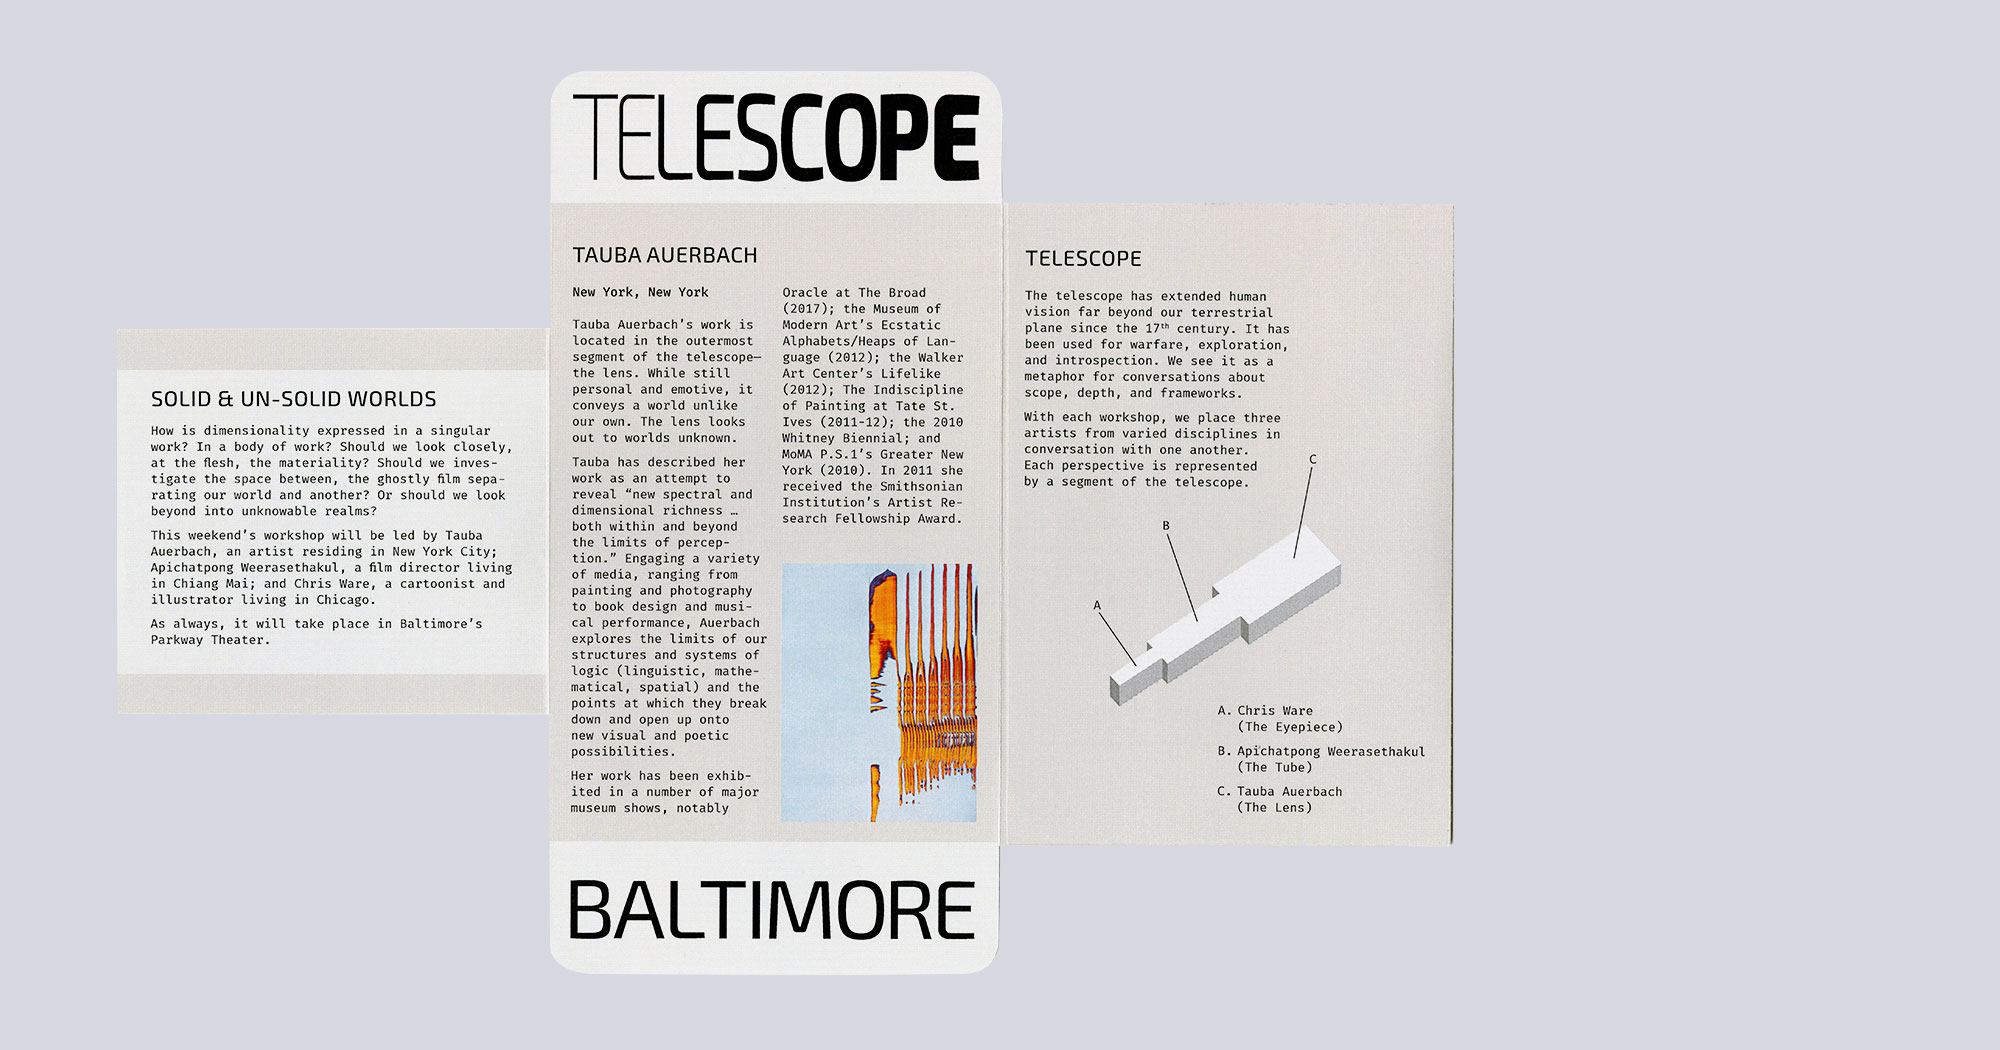 TELESCOPE
SOLID & UN-SOLID WORLDS
How is dimensionality expressed in a singular
work? In a body of work? Should we look closely,
at the flesh, the materiality? Should we inves-
tigate the space between, the ghostly film sepa-
rating our world and another? Or should we look
beyond into unknowable realms?
This weekend’s workshop will be led by Tauba
Auerbach, an artist residing in New York City;
Apichatpong Weerasethakul, a film director living
in Chiang Mai; and Chris Ware, a cartoonist and
illustrator living in Chicago.
As always, it will take place in Baltimore’s
Parkway Theater.
TAUBA AUERBACH
New York, New York
Tauba Auerbach’s work is
located in the outermost
segment of the telescope—
the lens. While still
personal and emotive, it
conveys a world unlike
our own. The lens looks
out to worlds unknown.
Tauba has described her
work as an attempt to
reveal “new spectral and
dimensional richness …
both within and beyond
the limits of percep-
tion.” Engaging a variety
of media, ranging from
painting and photography
to book design and musi-
cal performance, Auerbach
explores the limits of our
structures and systems of
logic (linguistic, mathe-
matical, spatial) and the
points at which they break
down and open up onto
new visual and poetic
possibilities.
Her work has been exhib-
ited in a number of major
museum shows, notably
Oracle at The Broad
(2017); the Museum of
Modern Art’s Ecstatic
Alphabets/Heaps of Lan-
guage (2012); the Walker
Art Center’s Lifelike
(2012); The Indiscipline
of Painting at Tate St.
Ives (2011-12); the 2010
Whitney Biennial; and
MoMA P.S.1’s Greater New
York (2010). In 2011 she
received the Smithsonian
Institution’s Artist Re-
search Fellowship Award.
TELESCOPE
The telescope has extended human
vision far beyond our terrestrial
plane since the 17th century. It has
been used for warfare, exploration,
and introspection. We see it as a
metaphor for conversations about
scope, depth, and frameworks.
With each workshop, we place three
artists from varied disciplines in
conversation with one another.
Each perspective is represented
by a segment of the telescope.
C
B
A
A. Chris Ware
(The Eyepiece)
B. Apichatpong Weerasethakul
(The Tube)
C. Tauba Auerbach
(The Lens)
BALTIMORE